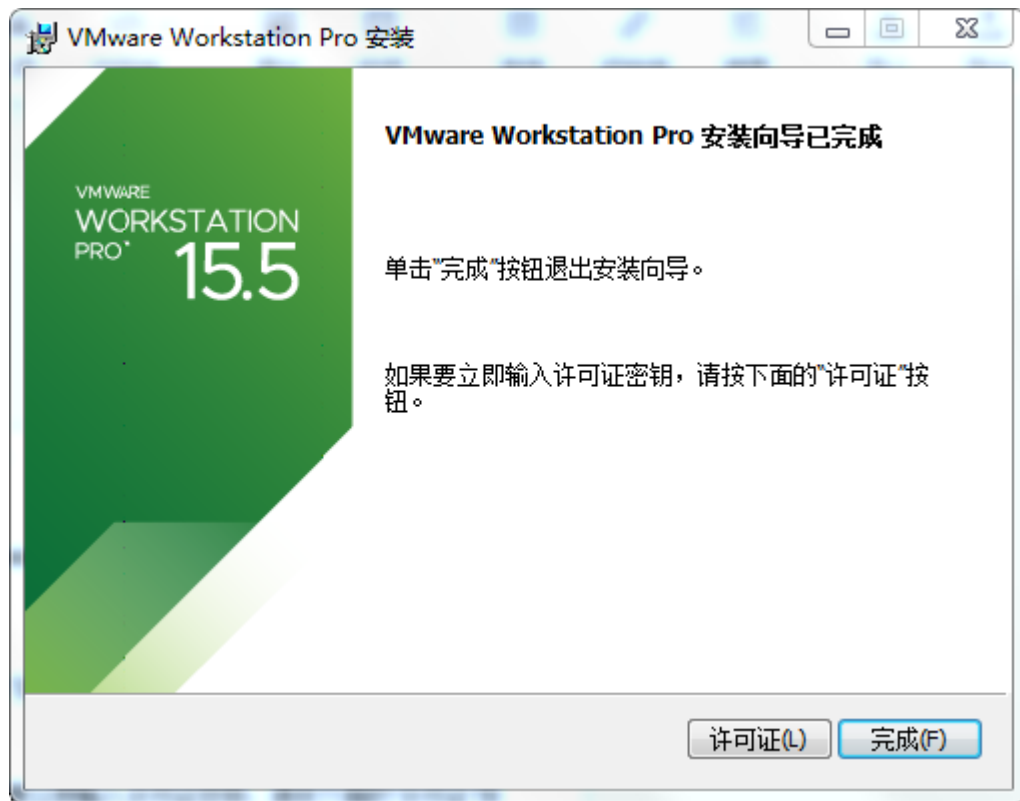 VMware Workstation Pro 安装
VMware Workstation Pro 安装向导已完成
VMWARE
WORKSTATION
PRO™
15.5
单击"完成"按钮退出安装向导。
如果要立即输入许可证密钥，请按下面的"许可证"按
钮。
许可证(L)
完成(F)